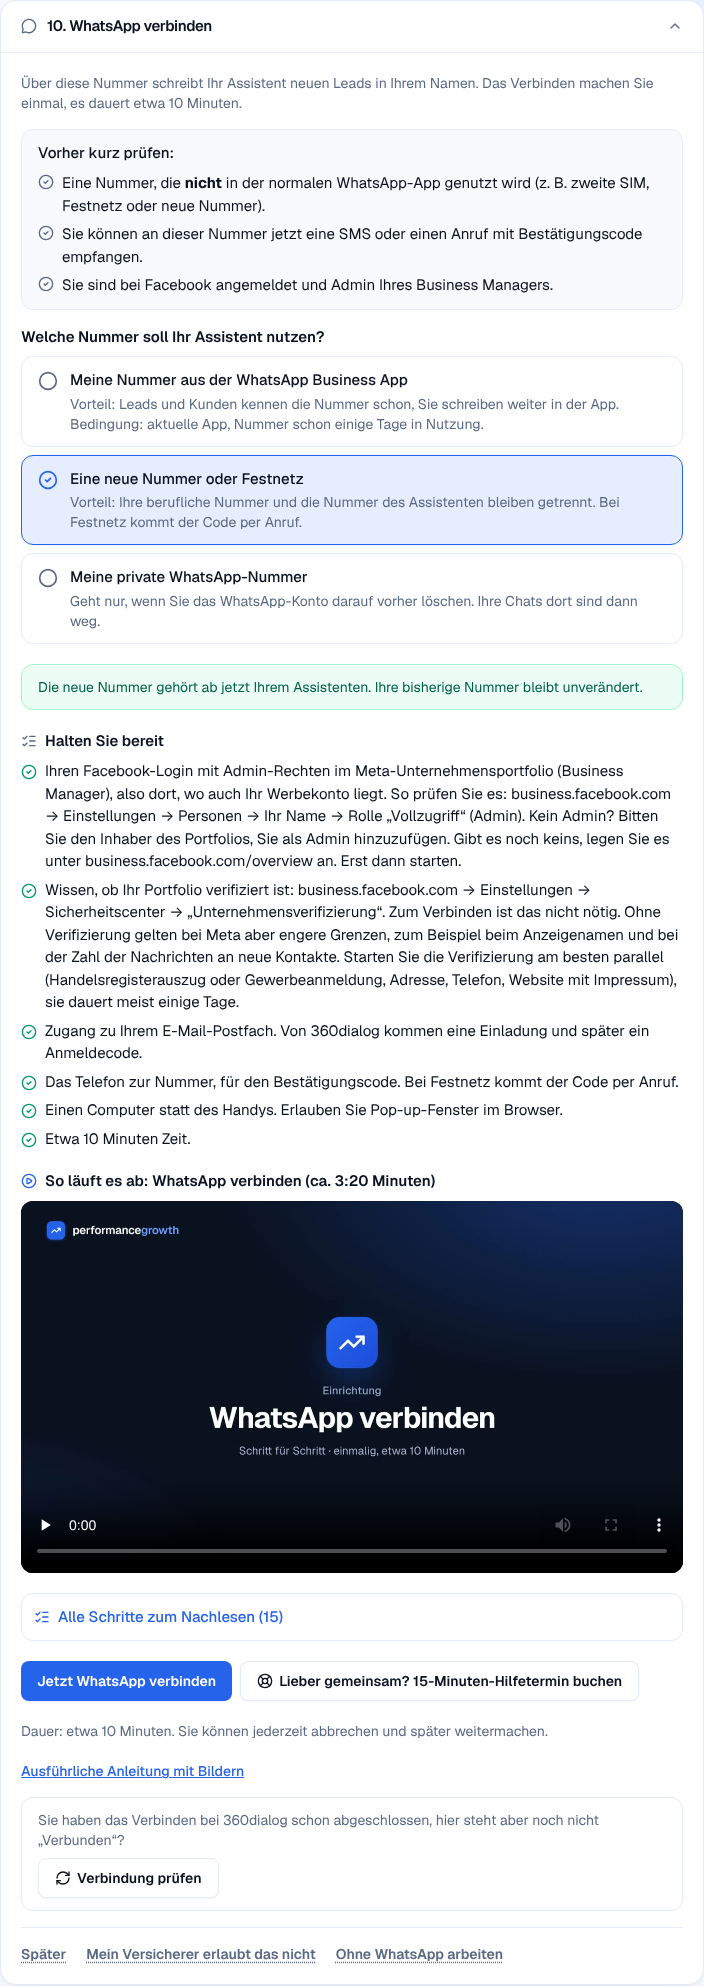 10. WhatsApp verbinden
Über diese Nummer schreibt Ihr Assistent neuen Leads in Ihrem Namen. Das Verbinden machen Sie
einmal, es dauert etwa 10 Minuten.
Vorher kurz prüfen:
Eine Nummer, die nicht in der normalen WhatsApp-App genutzt wird (z. B. zweite SIM,
Festnetz oder neue Nummer).
Sie können an dieser Nummer jetzt eine SMS oder einen Anruf mit Bestätigungscode
empfangen.
Sie sind bei Facebook angemeldet und Admin Ihres Business Managers.
Welche Nummer soll Ihr Assistent nutzen?
Meine Nummer aus der WhatsApp Business App
Vorteil: Leads und Kunden kennen die Nummer schon, Sie schreiben weiter in der App.
Bedingung: aktuelle App, Nummer schon einige Tage in Nutzung.
Eine neue Nummer oder Festnetz
Vorteil: Ihre berufliche Nummer und die Nummer des Assistenten bleiben getrennt. Bei
Festnetz kommt der Code per Anruf.
Meine private WhatsApp-Nummer
Geht nur, wenn Sie das WhatsApp-Konto darauf vorher löschen. Ihre Chats dort sind dann
weg.
Die neue Nummer gehört ab jetzt Ihrem Assistenten. Ihre bisherige Nummer bleibt unverändert.
Halten Sie bereit
Ihren Facebook-Login mit Admin-Rechten im Meta-Unternehmensportfolio (Business
Manager), also dort, wo auch Ihr Werbekonto liegt. So prüfen Sie es: business.facebook.com
→ Einstellungen → Personen → Ihr Name → Rolle „Vollzugriff“ (Admin). Kein Admin? Bitten
Sie den Inhaber des Portfolios, Sie als Admin hinzuzufügen. Gibt es noch keins, legen Sie es
unter business.facebook.com/overview an. Erst dann starten.
Wissen, ob Ihr Portfolio verifiziert ist: business.facebook.com → Einstellungen →
Sicherheitscenter → „Unternehmensverifizierung“. Zum Verbinden ist das nicht nötig. Ohne
Verifizierung gelten bei Meta aber engere Grenzen, zum Beispiel beim Anzeigenamen und bei
der Zahl der Nachrichten an neue Kontakte. Starten Sie die Verifizierung am besten parallel
(Handelsregisterauszug oder Gewerbeanmeldung, Adresse, Telefon, Website mit Impressum),
sie dauert meist einige Tage.
Zugang zu Ihrem E-Mail-Postfach. Von 360dialog kommen eine Einladung und später ein
Anmeldecode.
Das Telefon zur Nummer, für den Bestätigungscode. Bei Festnetz kommt der Code per Anruf.
Einen Computer statt des Handys. Erlauben Sie Pop-up-Fenster im Browser.
Etwa 10 Minuten Zeit.
So läuft es ab: WhatsApp verbinden (ca. 3:20 Minuten)
performancegrowth
Einrichtung
WhatsApp verbinden
Schritt für Schritt · einmalig, etwa 10 Minuten
0:00
Alle Schritte zum Nachlesen (15)
Jetzt WhatsApp verbinden
Lieber gemeinsam? 15-Minuten-Hilfetermin buchen
Dauer: etwa 10 Minuten. Sie können jederzeit abbrechen und später weitermachen.
Ausführliche Anleitung mit Bildern
Sie haben das Verbinden bei 360dialog schon abgeschlossen, hier steht aber noch nicht
„Verbunden“?
Verbindung prüfen
Später
Mein Versicherer erlaubt das nicht
Ohne WhatsApp arbeiten